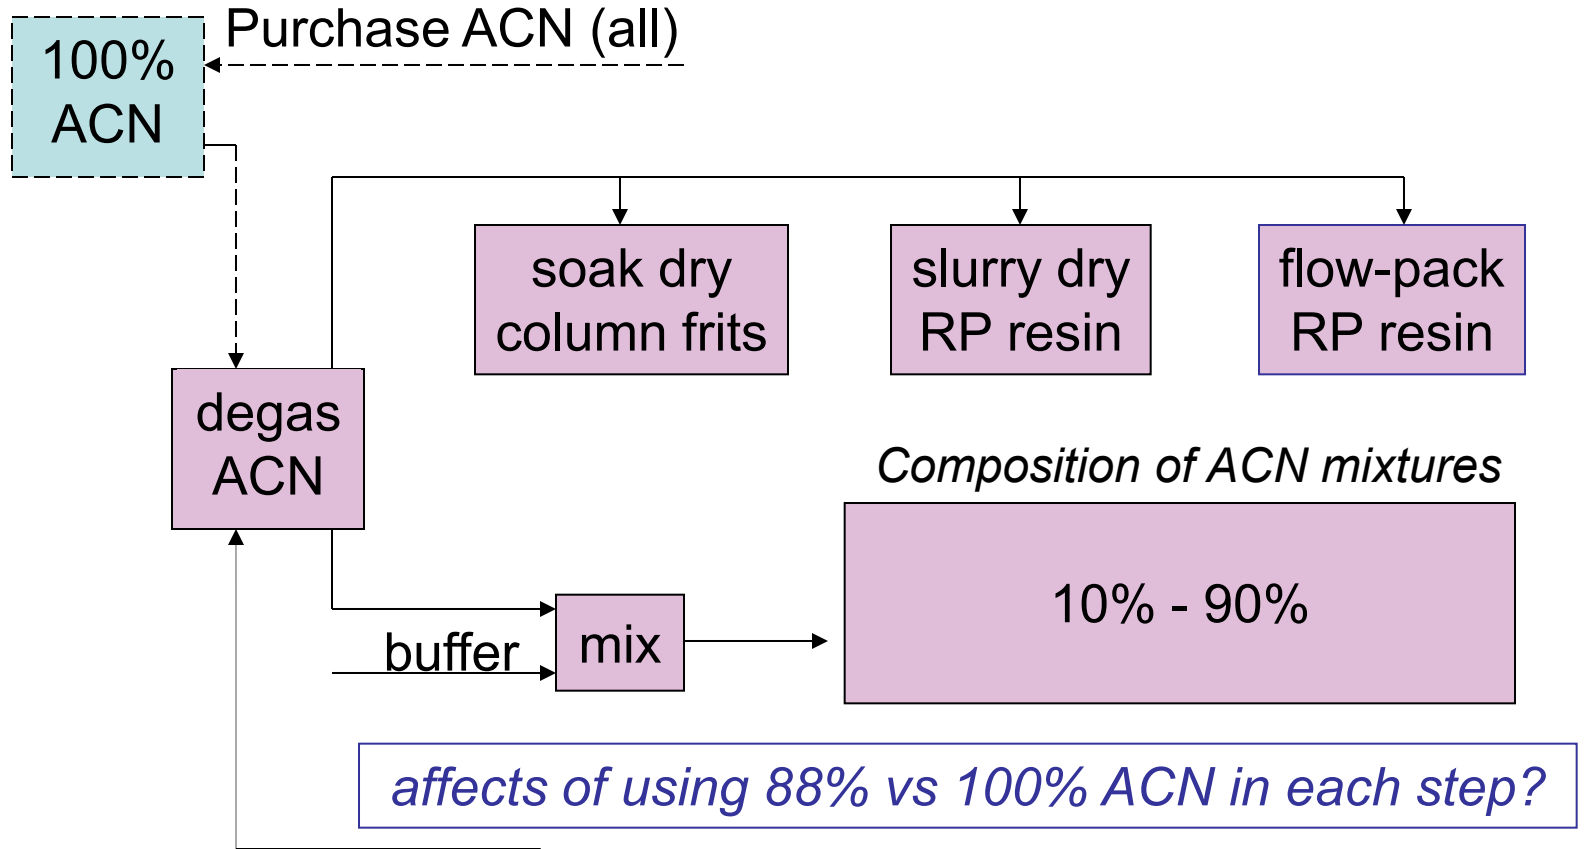 Purchase ACN (all)
100%
ACN
soak dry
column frits
slurry dry
RP resin
flow-pack
RP resin
degas
ACN
Composition of ACN mixtures
10% - 90%
buffer
mix
affects of using 88% vs 100% ACN in each step?